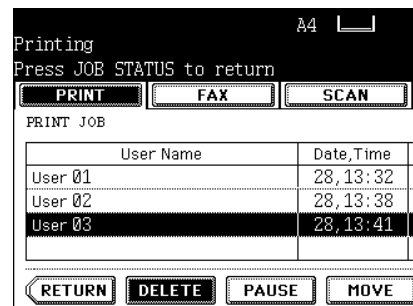 A4
Printing
Press JOB STATUS to return
PRINT FAX SCAN
PRINT JOB
User Name Date,Time
User 01 28,13:32
User 02 28,13:38
User 03 28,13:41
RETURN DELETE PAUSE MOVE